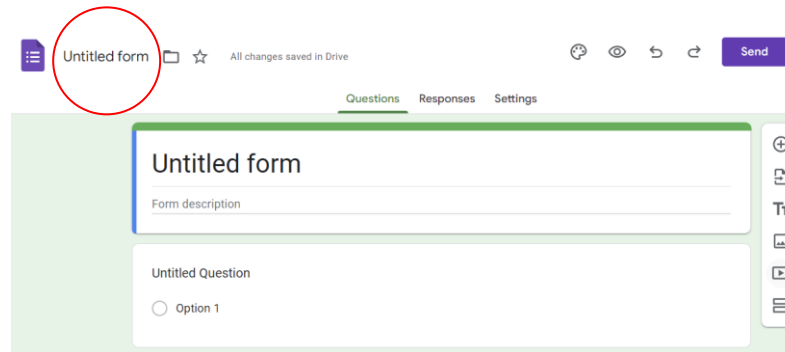 Untitled form
All changes saved in Drive
Send
Questions Responses Settings
Untitled form
Form description
Untitled Question
Option 1